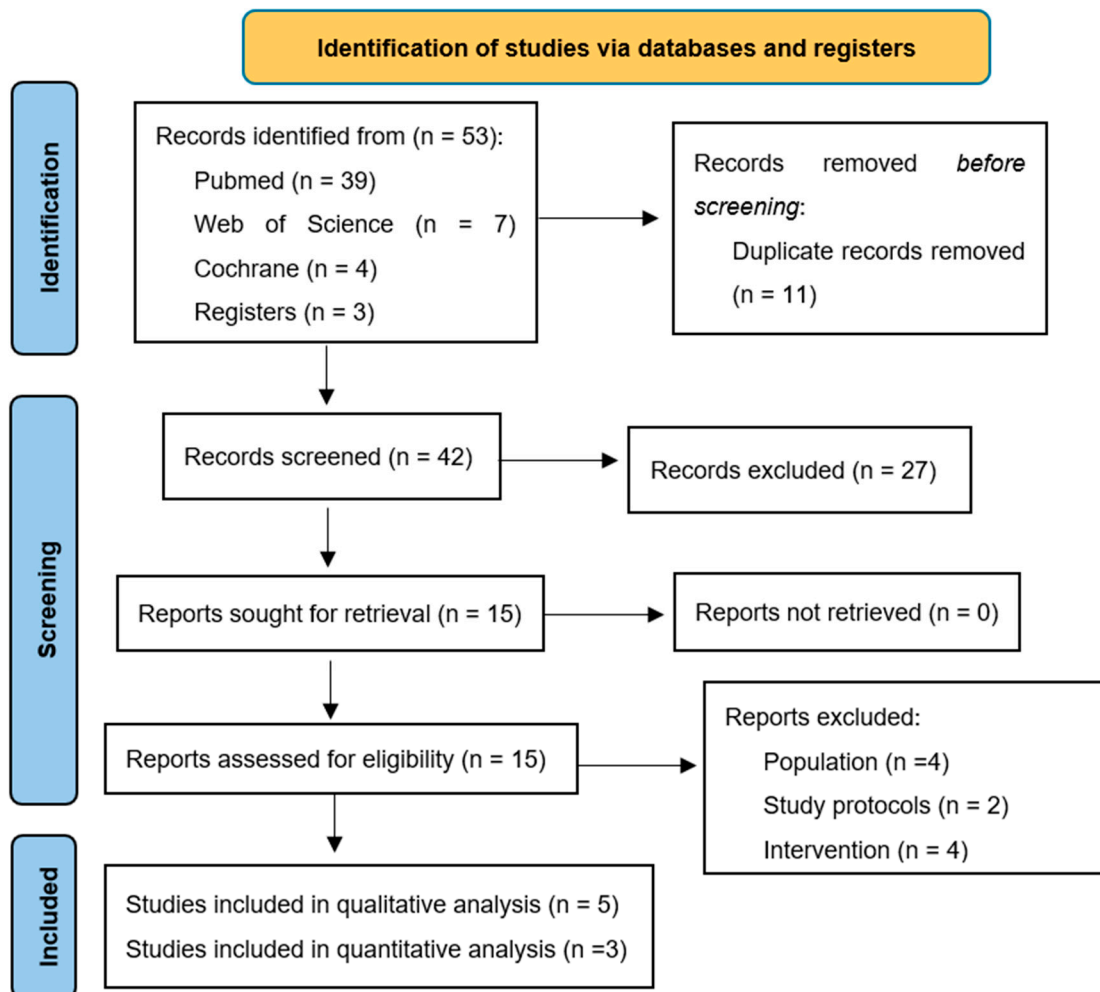 Identification of studies via databases and registers
Identification
Records identified from (n = 53):
Pubmed (n = 39)
Web of Science (n = 7)
Cochrane (n = 4)
Registers (n = 3)
Records removed before
screening:
Duplicate records removed
(n = 11)
Screening
Records screened (n = 42)
Records excluded (n = 27)
Reports sought for retrieval (n = 15)
Reports not retrieved (n = 0)
Reports assessed for eligibility (n = 15)
Reports excluded:
Population (n =4)
Study protocols (n = 2)
Intervention (n = 4)
Included
Studies included in qualitative analysis (n = 5)
Studies included in quantitative analysis (n =3)